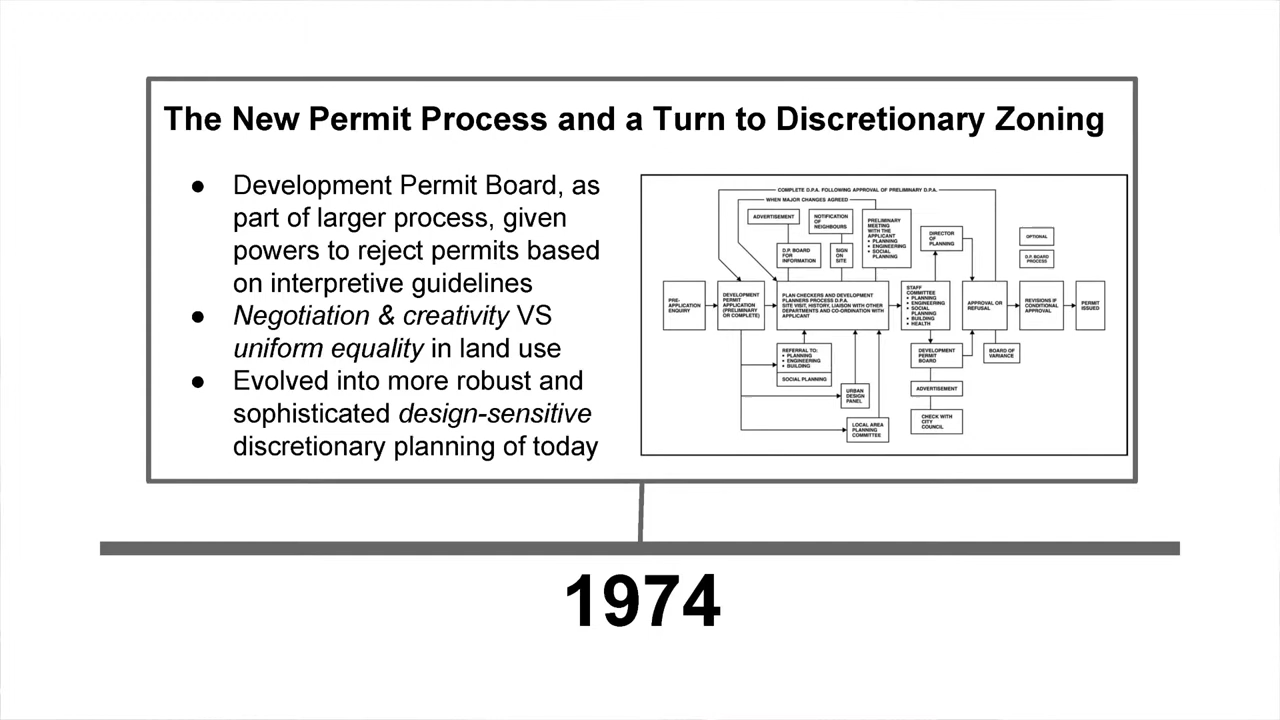 The New Permit Process and a Turn to Discretionary Zoning
● Development Permit Board, as
part of larger process, given
powers to reject permits based
on interpretive guidelines
● Negotiation & creativity VS
uniform equality in land use
● Evolved into more robust and
sophisticated design-sensitive
discretionary planning of today
COMPLETE D.P.A. FOLLOWING APPROVAL OF PRELIMINARY D.P.A.
WHEN MAJOR CHANGES AGREED
ADVERTISEMENT
NOTIFICATION
OF
NEIGHBOURS
PRELIMINARY
MEETING
WITH THE
APPLICANT
• PLANNING
• ENGINEERING
• SOCIAL
PLANNING
DIRECTOR
OF
PLANNING
OPTIONAL
D.P. BOARD
PROCESS
D.P. BOARD
FOR
INFORMATION
SIGN
ON
SITE
PRE-
APPLICATION
ENQUIRY
DEVELOPMENT
PERMIT
APPLICATION
(PRELIMINARY
OR COMPLETE)
PLAN CHECKERS AND DEVELOPMENT
PLANNERS PROCESS D.P.A.
SITE VISIT, HISTORY, LIAISON WITH OTHER
DEPARTMENTS AND CO-ORDINATION WITH
APPLICANT
STAFF
COMMITTEE
• PLANNING
• ENGINEERING
• SOCIAL
PLANNING
• BUILDING
• HEALTH
APPROVAL OR
REFUSAL
REVISIONS IF
CONDITIONAL
APPROVAL
PERMIT
ISSUED
REFERRAL TO:
• PLANNING
• ENGINEERING
• BUILDING
SOCIAL PLANNING
DEVELOPMENT
PERMIT
BOARD
BOARD OF
VARIANCE
URBAN
DESIGN
PANEL
ADVERTISEMENT
LOCAL AREA
PLANNING
COMMITTEE
CHECK WITH
CITY
COUNCIL
1974